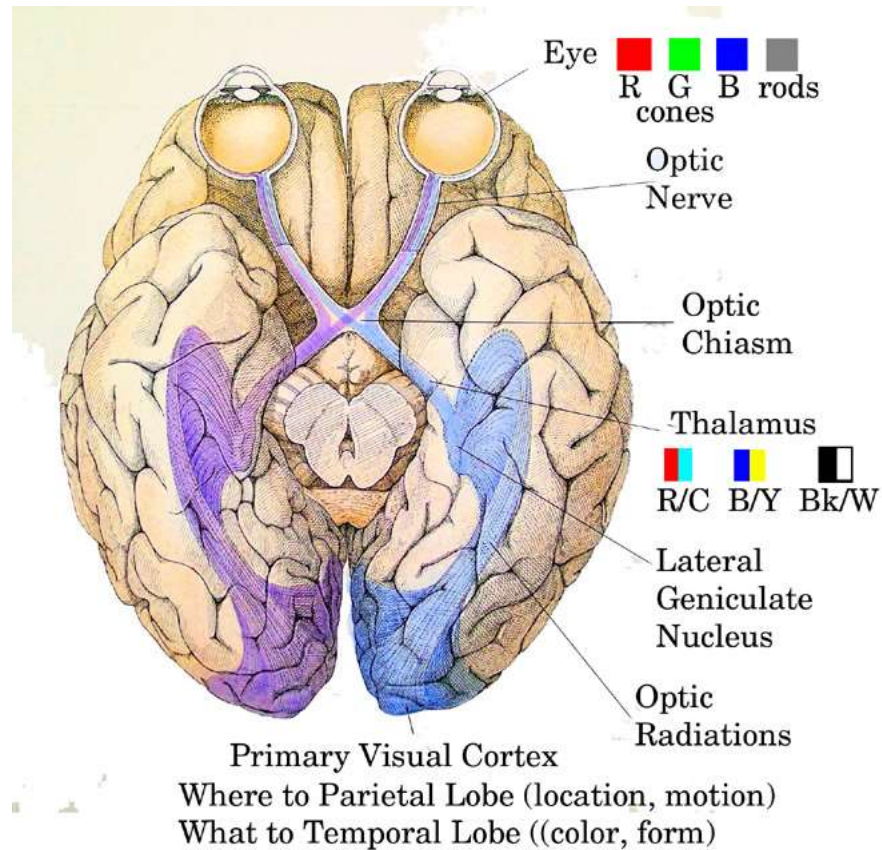 Eye
R G B rods
cones
Optic
Nerve
Optic
Chiasm
Thalamus
R/C B/Y Bk/W
Lateral
Geniculate
Nucleus
Optic
Radiations
Primary Visual Cortex
Where to Parietal Lobe (location, motion)
What to Temporal Lobe ((color, form)